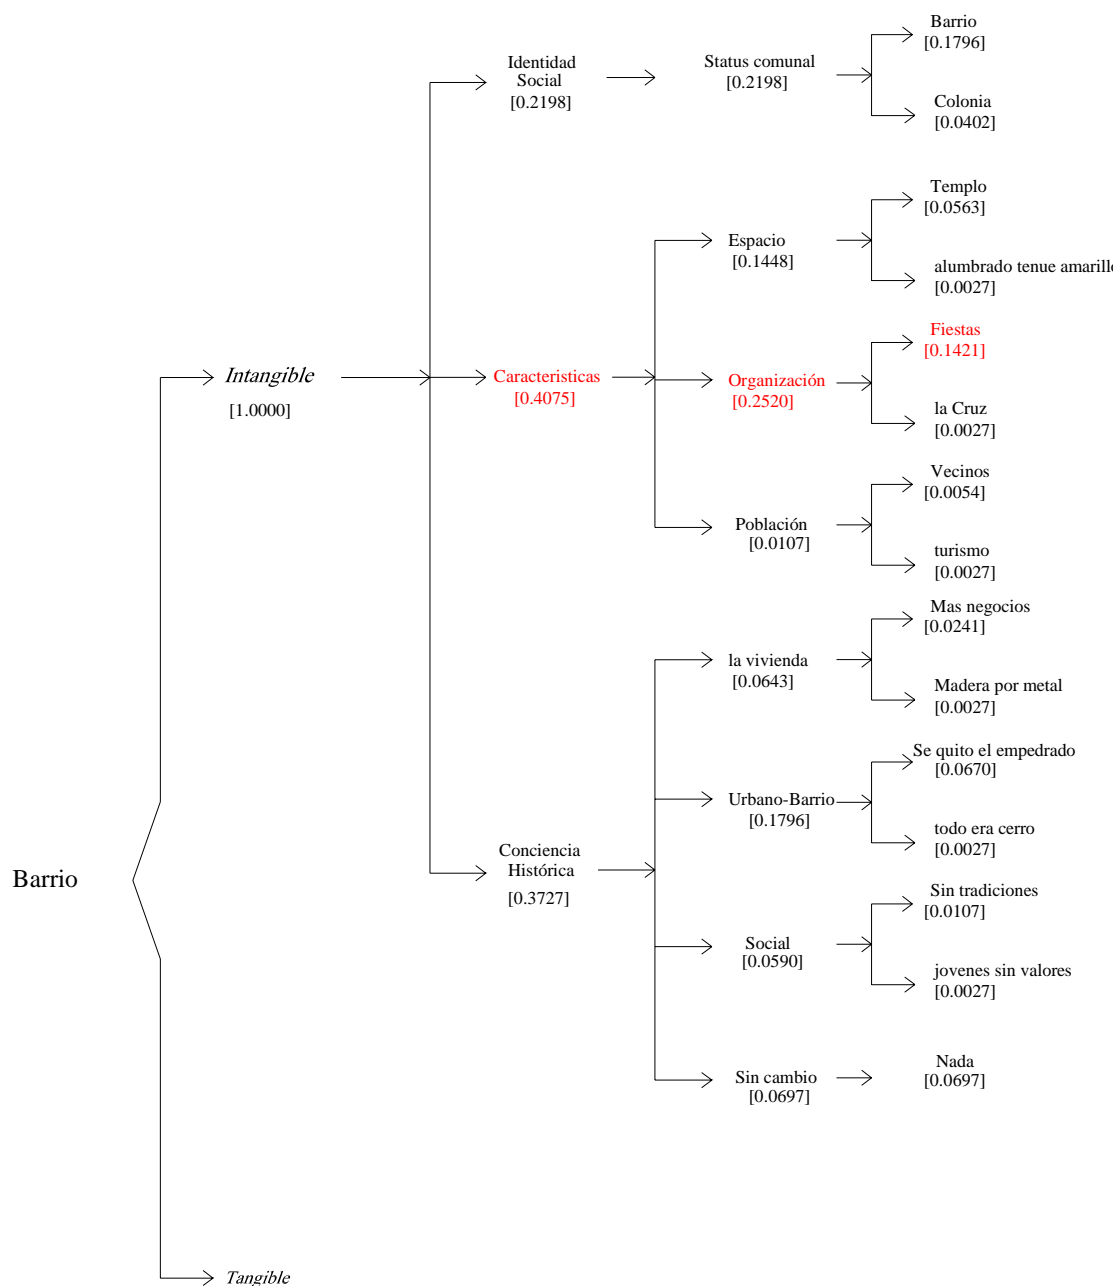 Barrio
Intangible
[1.0000]
Identidad
Social
[0.2198]
Status comunal
[0.2198]
Barrio
[0.1796]
Colonia
[0.0402]
Caracteristicas
[0.4075]
Espacio
[0.1448]
Templo
[0.0563]
alumbrado tenue amarillo
[0.0027]
Organización
[0.2520]
Fiestas
[0.1421]
la Cruz
[0.0027]
Población
[0.0107]
Vecinos
[0.0054]
turismo
[0.0027]
Conciencia
Histórica
[0.3727]
la vivienda
[0.0643]
Mas negocios
[0.0241]
Madera por metal
[0.0027]
Urbano-Barrio
[0.1796]
Se quito el empedrado
[0.0670]
todo era cerro
[0.0027]
Social
[0.0590]
Sin tradiciones
[0.0107]
jovenes sin valores
[0.0027]
Sin cambio
[0.0697]
Nada
[0.0697]
Tangible